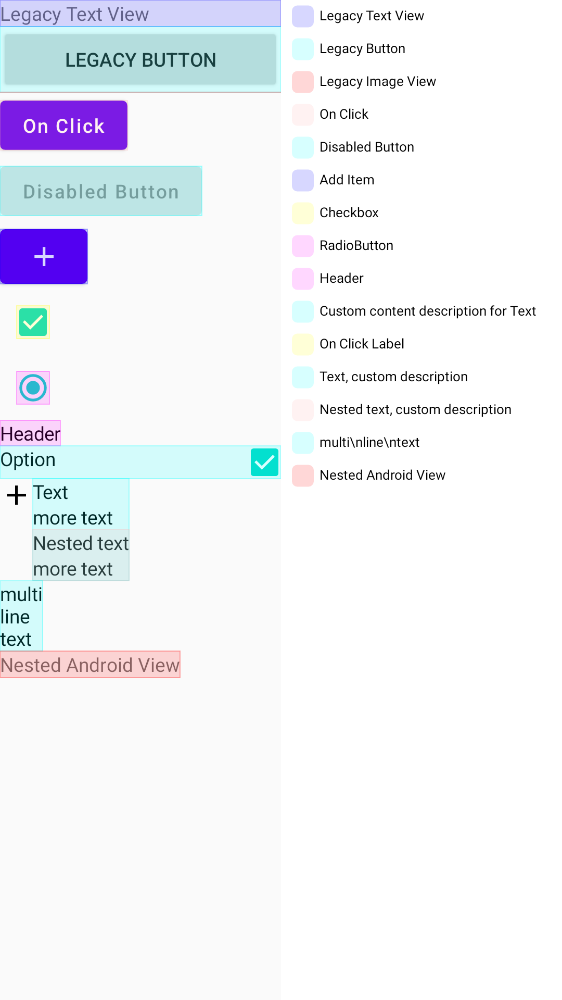 Legacy Text View
LEGACY BUTTON
On Click
Disabled Button
Header
Option
Text
more text
Nested text
more text
multi
line
text
Nested Android View
Legacy Text View
Legacy Button
Legacy Image View
On Click
Disabled Button
Add Item
Checkbox
RadioButton
Header
Custom content description for Text
On Click Label
Text, custom description
Nested text, custom description
multi\nline\ntext
Nested Android View